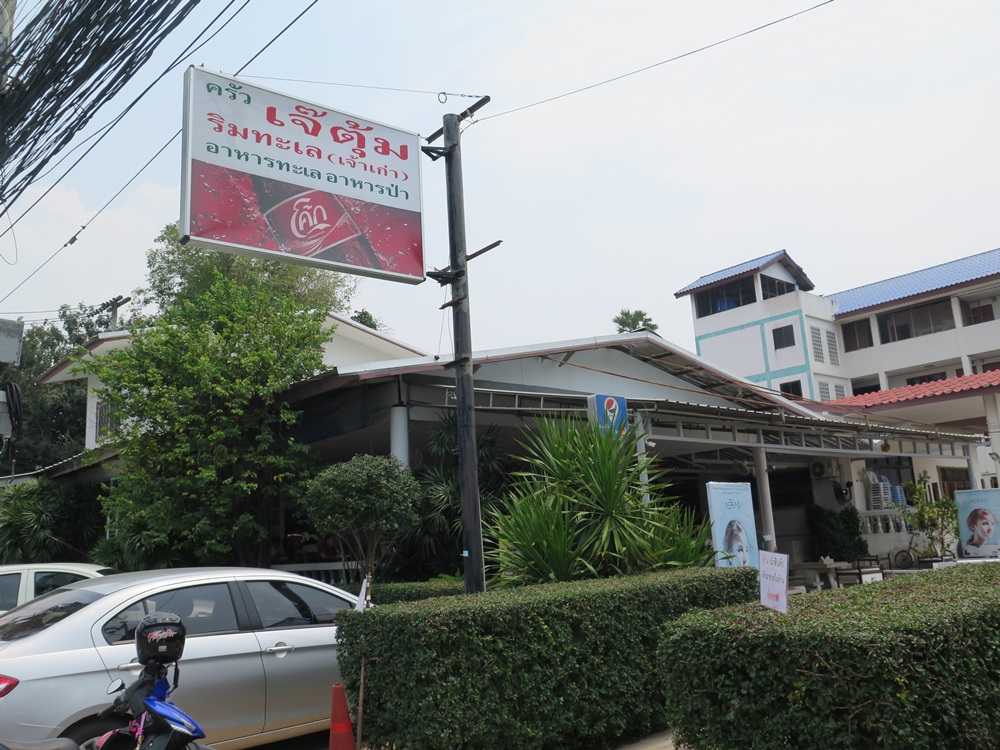 ครัว เจ๊ตุ้ม
ริมทะเล (เจ้าเก่า)
อาหารทะเล อาหารป่า
โค้ก